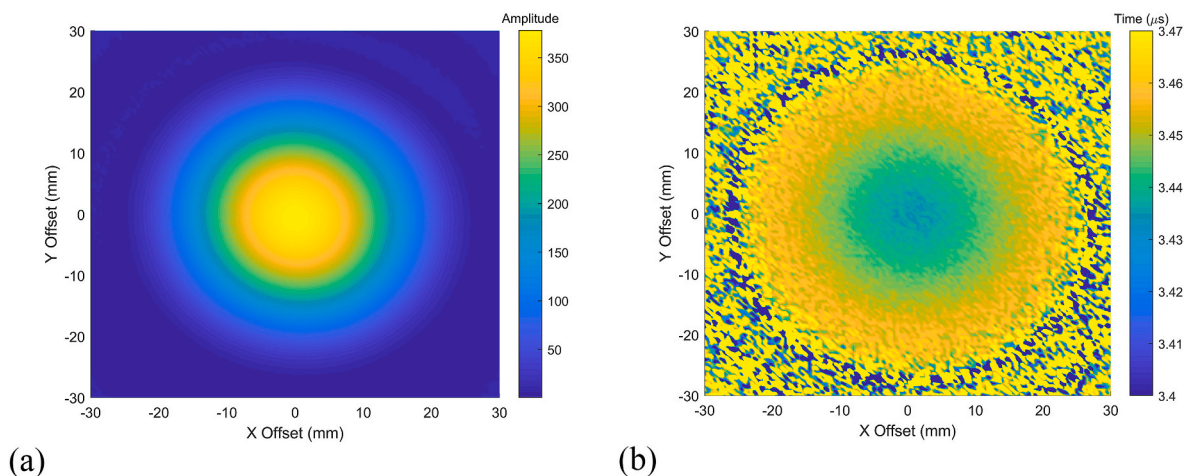 Amplitude
30
20
10
0
-10
-20
-30
Y Offset (mm)
-30 -20 -10 0 10 20 30
X Offset (mm)
350
300
250
200
150
100
50
(a)
Time (μs)
30
20
10
0
-10
-20
-30
Y Offset (mm)
-30 -20 -10 0 10 20 30
X Offset (mm)
3.47
3.46
3.45
3.44
3.43
3.42
3.41
3.4
(b)